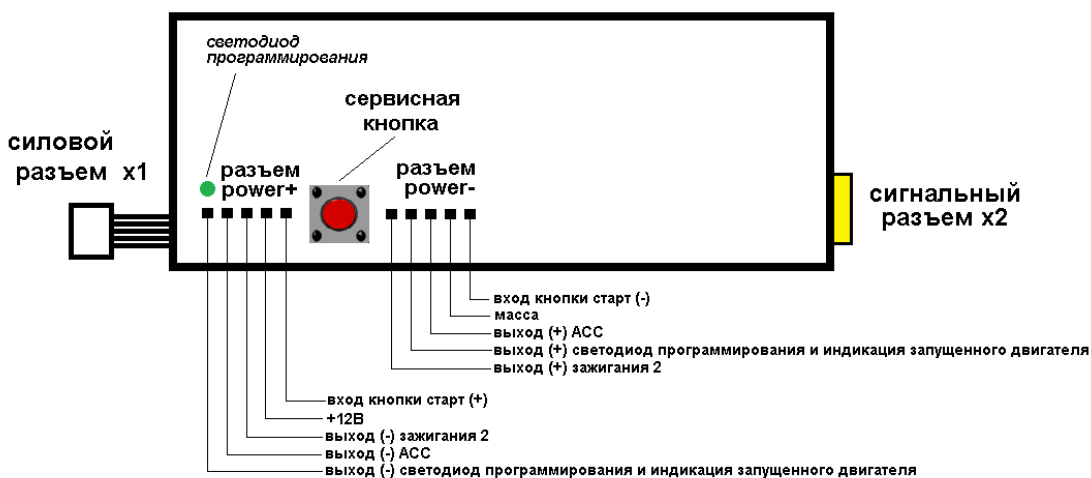 светодиод
программирования
сервисная
кнопка
силовой
разъем x1
разъем
power+
разъем
power-
сигнальный
разъем x2
вход кнопки старт (-)
масса
выход (+) ACC
выход (+) светодиод программирования и индикация запущенного двигателя
выход (+) зажигания 2
вход кнопки старт (+)
+12В
выход (-) зажигания 2
выход (-) ACC
выход (-) светодиод программирования и индикация запущенного двигателя